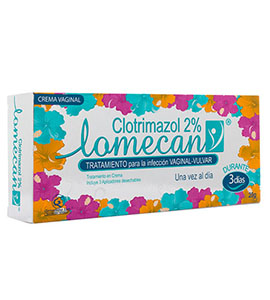 CREMA VAGINAL
Clotrimazol 2%
lomecan V®
TRATAMIENTO para la infección VAGINAL-VULVAR
Tratamiento en Crema
Incluye 3 Aplicadores desechables
Una vez al día
DURANTE
3 días
20g